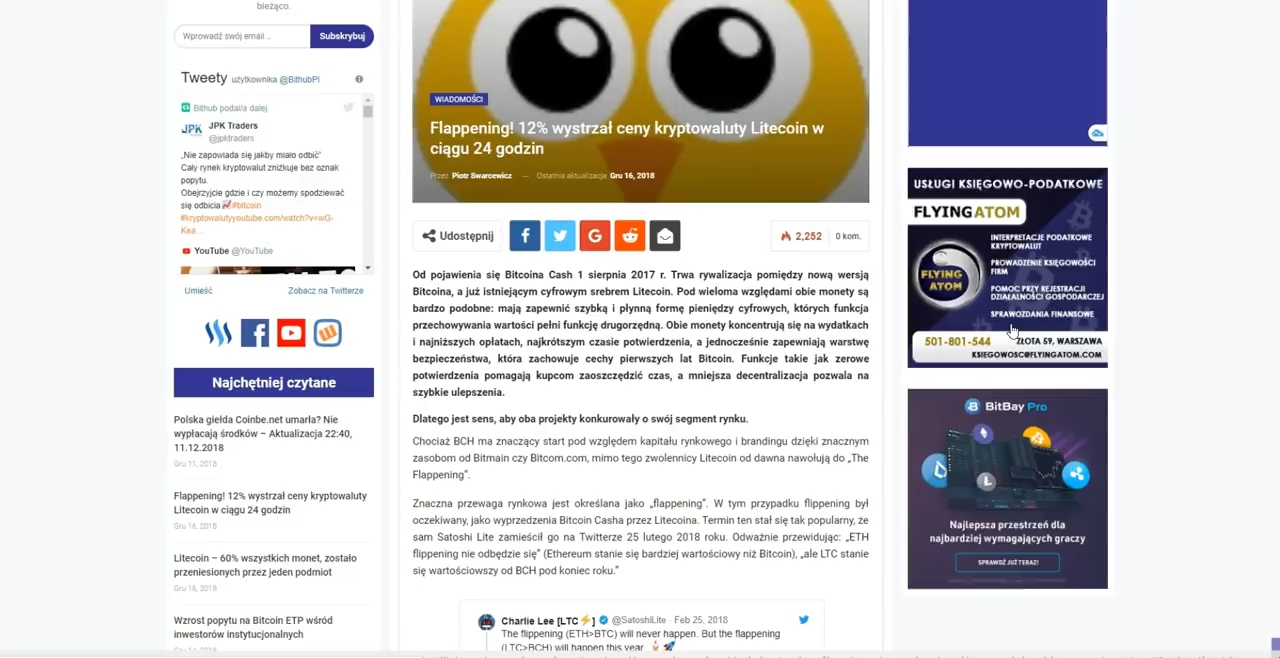 bieżąco.
Wprowadź swój email ..
Subskrybuj
Tweety użytkownika @BithubPl
Bithub podał/a dalej
JPK Traders
@jpktraders
„Nie zapowiada się jakby miało odbić"
Cały rynek kryptowalut zniżkuje bez oznak
popytu.
Obejrzyjcie gdzie i czy możemy spodziewać
się odbicia📈#bitcoin
#kryptowalutyyoutube.com/watch?v=wG-
Kea…
YouTube @YouTube
Umieść
Zobacz na Twitterze
Najchętniej czytane
Polska giełda Coinbe.net umarła? Nie
wypłacają środków – Aktualizacja 22:40,
11.12.2018
Gru 11, 2018
Flappening! 12% wystrzał ceny kryptowaluty
Litecoin w ciągu 24 godzin
Gru 16, 2018
Litecoin – 60% wszystkich monet, zostało
przeniesionych przez jeden podmiot
Gru 16, 2018
Wzrost popytu na Bitcoin ETP wśród
inwestorów instytucjonalnych
WIADOMOŚCI
Flappening! 12% wystrzał ceny kryptowaluty Litecoin w
ciągu 24 godzin
Przez Piotr Swarcewicz — Ostatnia aktualizacja Gru 16, 2018
Udostępnij
2,252
0 kom.
Od pojawienia się Bitcoina Cash 1 sierpnia 2017 r. Trwa rywalizacja pomiędzy nową wersją
Bitcoina, a już istniejącym cyfrowym srebrem Litecoin. Pod wieloma względami obie monety są
bardzo podobne: mają zapewnić szybką i płynną formę pieniędzy cyfrowych, których funkcja
przechowywania wartości pełni funkcję drugorzędną. Obie monety koncentrują się na wydatkach
i najniższych opłatach, najkrótszym czasie potwierdzenia, a jednocześnie zapewniają warstwę
bezpieczeństwa, która zachowuje cechy pierwszych lat Bitcoin. Funkcje takie jak zerowe
potwierdzenia pomagają kupcom zaoszczędzić czas, a mniejsza decentralizacja pozwala na
szybkie ulepszenia.
Dlatego jest sens, aby oba projekty konkurowały o swój segment rynku.
Chociaż BCH ma znaczący start pod względem kapitału rynkowego i brandingu dzięki znacznym
zasobom od Bitmain czy Bitcom.com, mimo tego zwolennicy Litecoin od dawna nawołują do „The
Flappening".
Znaczna przewaga rynkowa jest określana jako „flappening". W tym przypadku flippening był
oczekiwany, jako wyprzedzenia Bitcoin Casha przez Litecoina. Termin ten stał się tak popularny, że
sam Satoshi Lite zamieścił go na Twitterze 25 lutego 2018 roku. Odważnie przewidując: „ETH
flippening nie odbędzie się" (Ethereum stanie się bardziej wartościowy niż Bitcoin), „ale LTC stanie
się wartościowszy od BCH pod koniec roku."
Charlie Lee [LTC⚡] @SatoshiLite Feb 25, 2018
The flippening (ETH>BTC) will never happen. But the flappening
(LTC>BCH) will happen this year.
USŁUGI KSIĘGOWO-PODATKOWE
FLYINGATOM
FLYING
ATOM
INTERPRETACJE PODATKOWE
KRYPTOWALUT
PROWADZENIE KSIĘGOWOŚCI
FIRM
POMOC PRZY REJESTRACJI
DZIAŁALNOŚCI GOSPODARCZEJ
SPRAWOZDANIA FINANSOWE
501-801-544
ZŁOTA 59, WARSZAWA
KSIEGOWOSC@FLYINGATOM.COM
BitBay Pro
Najlepsza przestrzeń dla
najbardziej wymagających graczy
SPRAWDŹ JUŻ TERAZ!